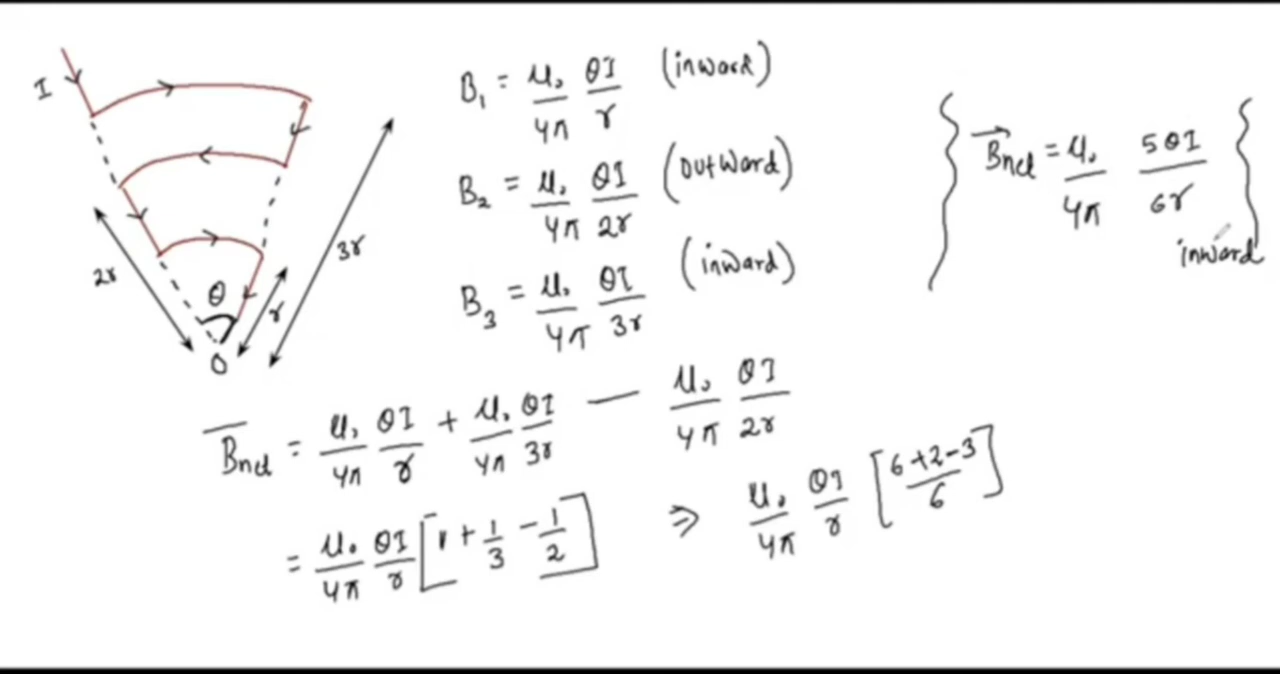 I
B₁ = μ₀/4π θI/r (inward)
B₂ = μ₀/4π θI/2r (outward)
B₃ = μ₀/4π θI/3r (inward)
2r
θ
r
3r
O
B̅net = μ₀/4π θI/r + μ₀/4π θI/3r — μ₀/4π θI/2r
= μ₀/4π θI/r [1 + 1/3 - 1/2] ⇒ μ₀/4π θI/r [6+2-3/6]
B⃗net = μ₀/4π 5θI/6r
inward